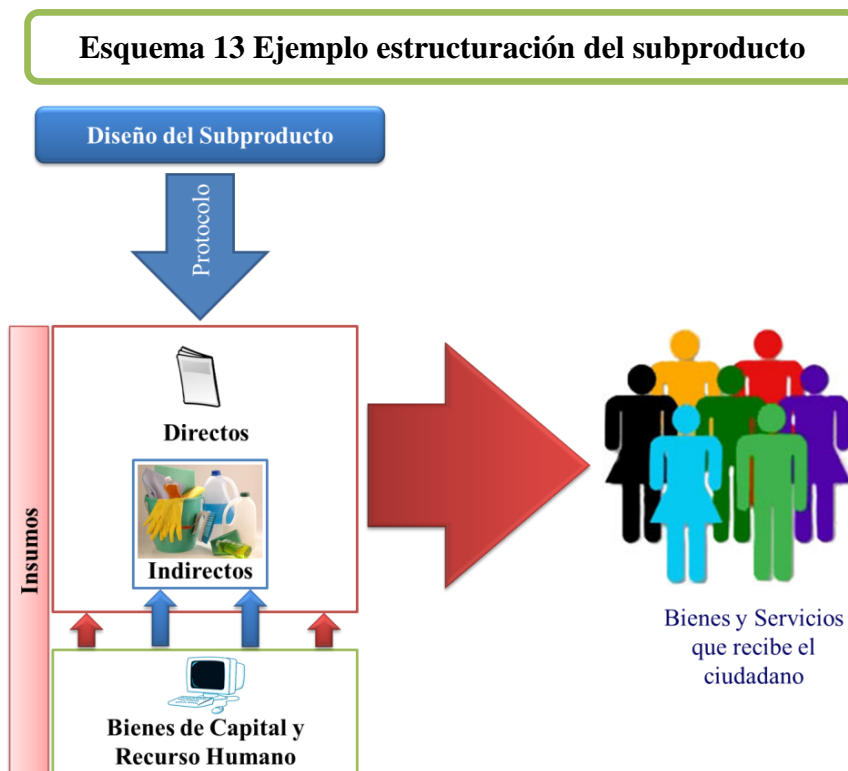 Esquema 13 Ejemplo estructuración del subproducto
Diseño del Subproducto
Protocolo
Insumos
Directos
Indirectos
Bienes de Capital y
Recurso Humano
Bienes y Servicios
que recibe el
ciudadano